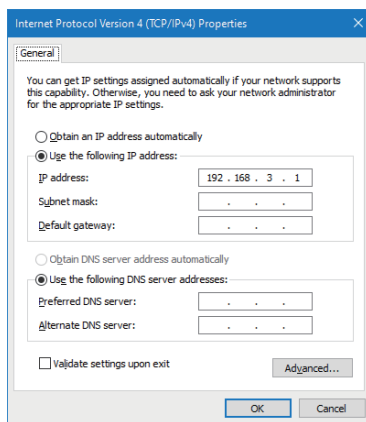 Internet Protocol Version 4 (TCP/IPv4) Properties
General
You can get IP settings assigned automatically if your network supports
this capability. Otherwise, you need to ask your network administrator
for the appropriate IP settings.
Obtain an IP address automatically
Use the following IP address:
IP address: 192 . 168 . 3 . 1
Subnet mask: . . .
Default gateway: . . .
Obtain DNS server address automatically
Use the following DNS server addresses:
Preferred DNS server: . . .
Alternate DNS server: . . .
Validate settings upon exit
Advanced...
OK Cancel